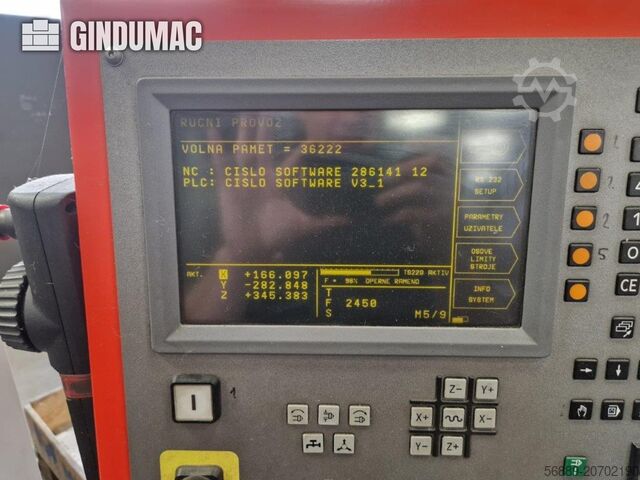 GINDUMAC
RUCNI PROVOZ
VOLNA PAMET = 36222
NC : CISLO SOFTWARE 286141 12
PLC: CISLO SOFTWARE V3_1
RS 232
SETUP
PARAMETRY
UZIVATELE
OSOVE
LIMITY
STROJE
INFO
SYSTEM
AKT. X +166.097
Y -282.848
Z +345.383
F = 98% OPERNE RAMENO
T
F 2450
S M5/9
CE
I
1
Z- Y+
X+ X-
Y- Z+